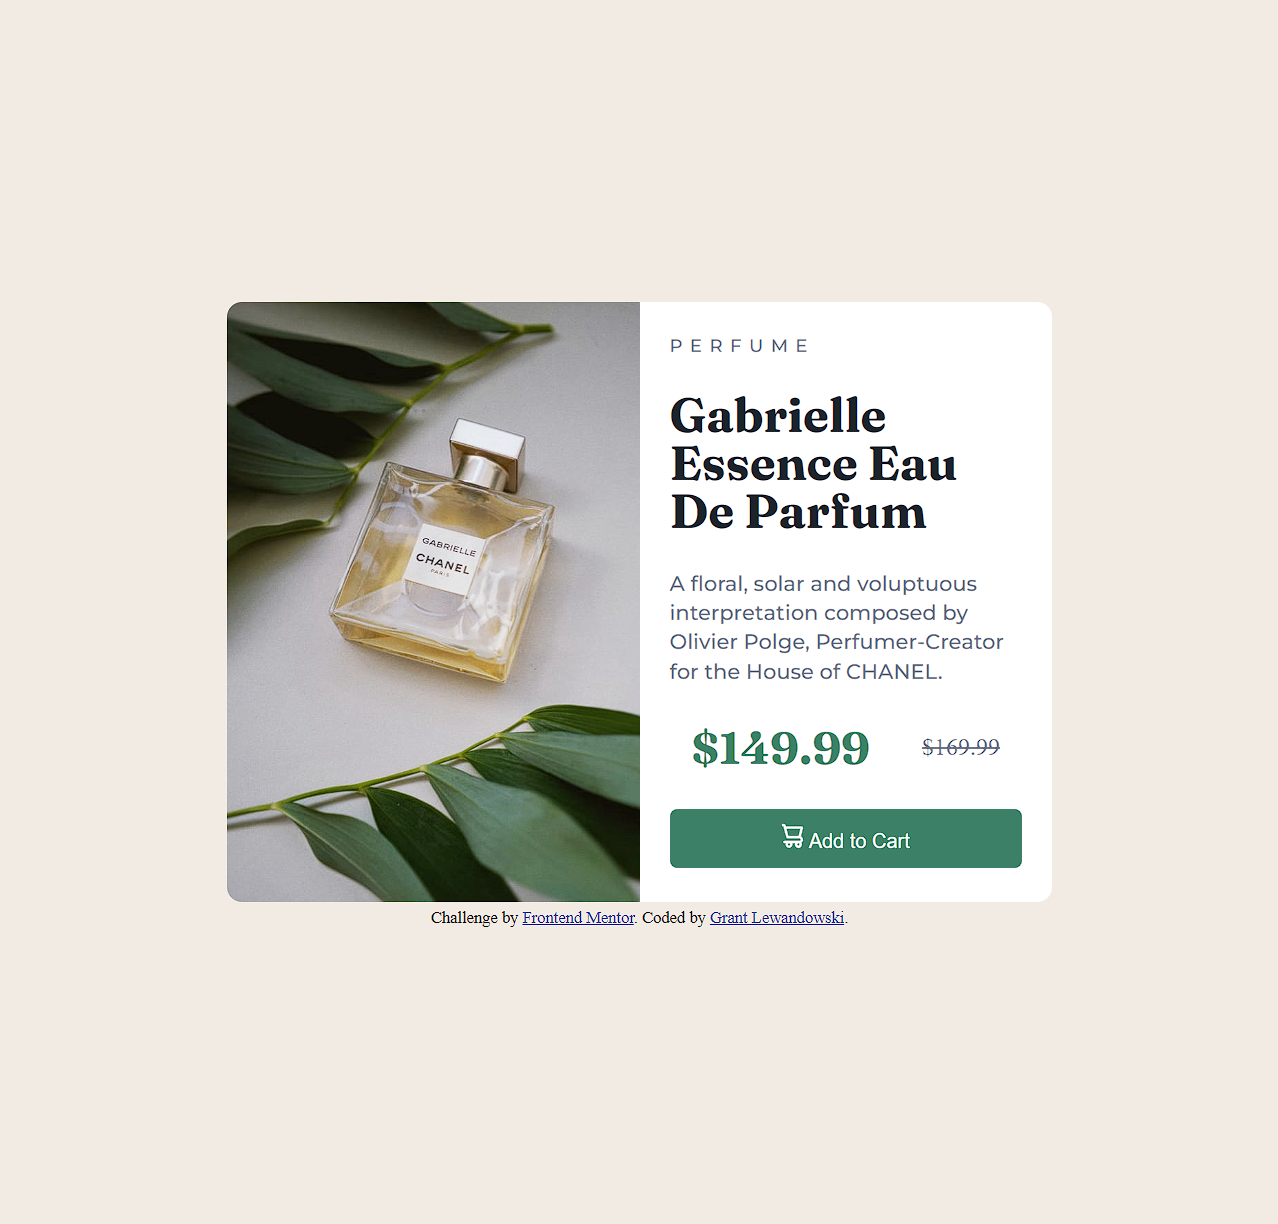 PERFUME
Gabrielle
Essence Eau
De Parfum
A floral, solar and voluptuous
interpretation composed by
Olivier Polge, Perfumer-Creator
for the House of CHANEL.
$149.99 $169.99
Add to Cart
GABRIELLE
CHANEL
PARIS
Challenge by Frontend Mentor. Coded by Grant Lewandowski.